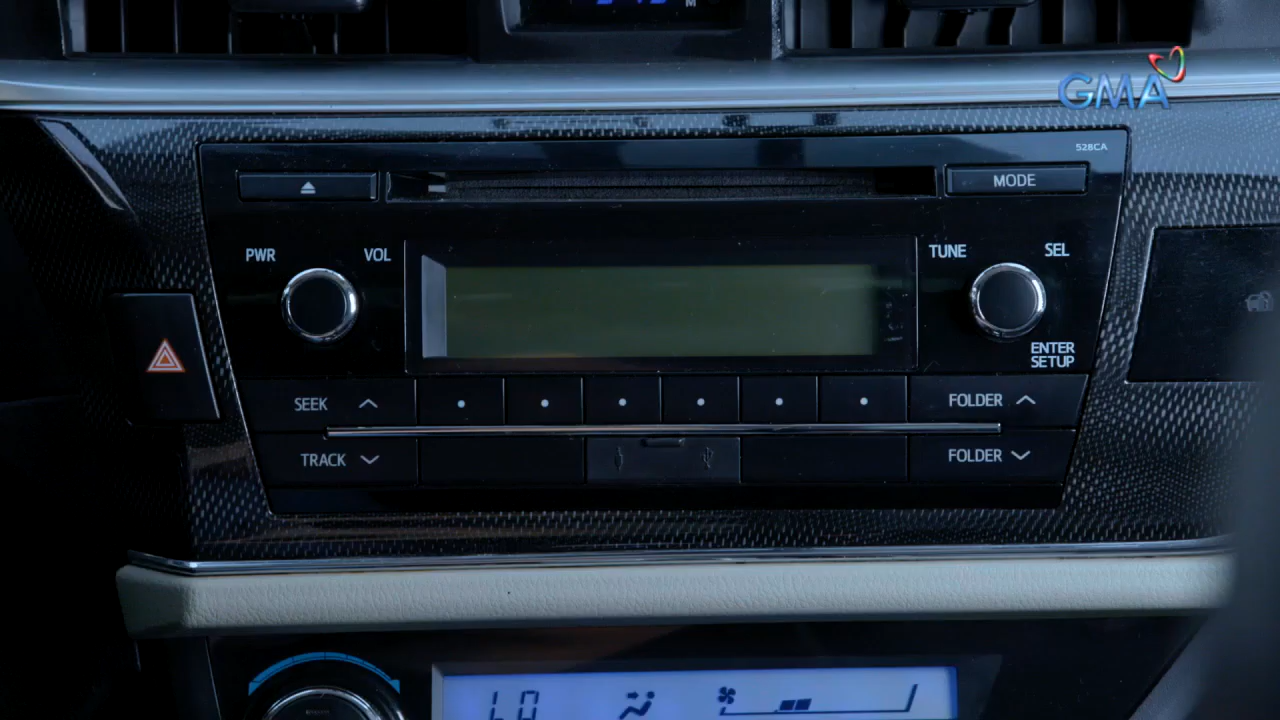 M
GMA
528CA
MODE
PWR
VOL
TUNE
SEL
ENTER
SETUP
SEEK
FOLDER
TRACK
FOLDER
LO